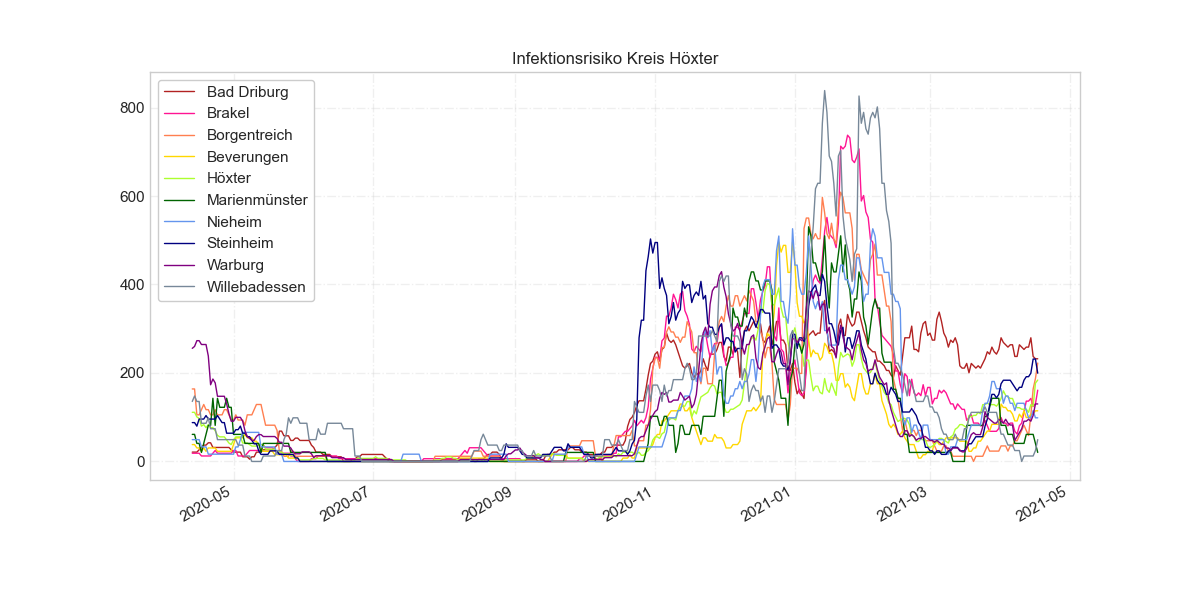 Infektionsrisiko Kreis Höxter
800
600
400
200
0
Bad Driburg
Brakel
Borgentreich
Beverungen
Höxter
Marienmünster
Nieheim
Steinheim
Warburg
Willebadessen
2020-05
2020-07
2020-09
2020-11
2021-01
2021-03
2021-05